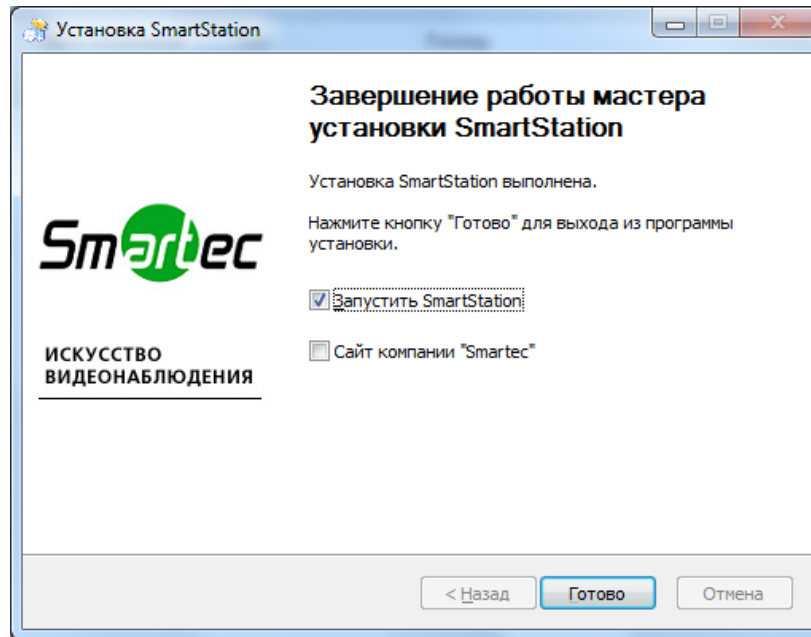 Установка SmartStation
Завершение работы мастера
установки SmartStation
Установка SmartStation выполнена.
Нажмите кнопку "Готово" для выхода из программы
установки.
Smartec
Запустить SmartStation
ИСКУССТВО
ВИДЕОНАБЛЮДЕНИЯ
Сайт компании "Smartec"
< Назад
Готово
Отмена